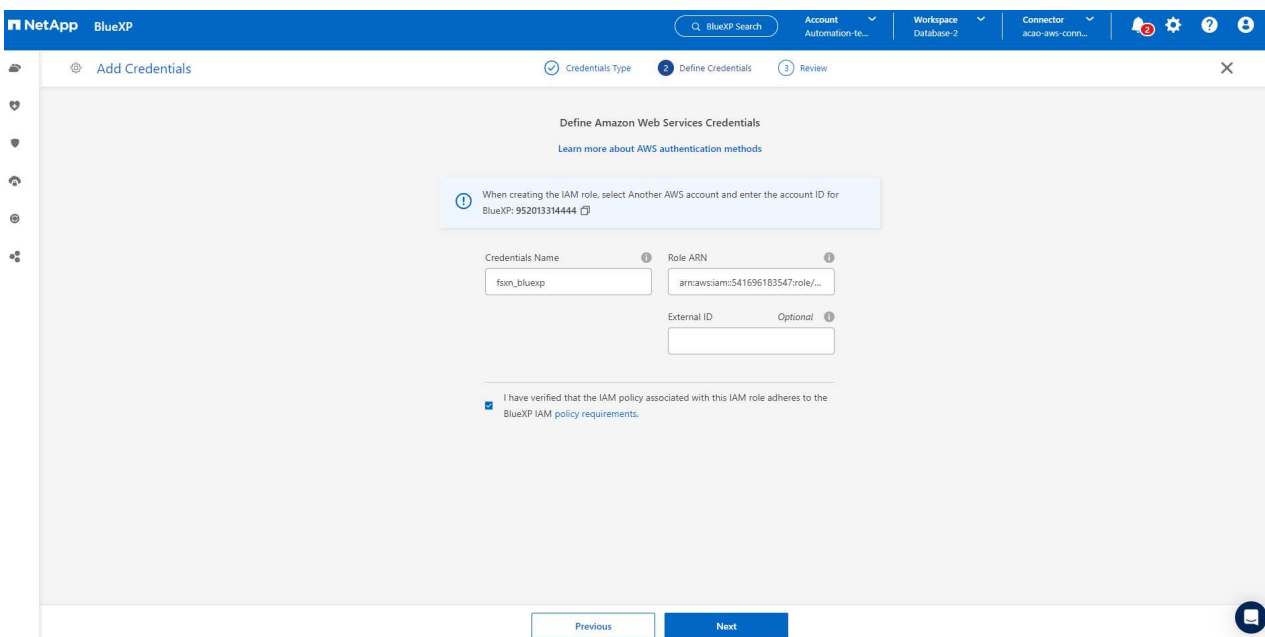 NetApp BlueXP
BlueXP Search
Account
Automation-te...
Workspace
Database-2
Connector
acao-aws-conn...
2
?
Add Credentials
Credentials Type
2 Define Credentials
3 Review
Define Amazon Web Services Credentials
Learn more about AWS authentication methods
When creating the IAM role, select Another AWS account and enter the account ID for
BlueXP: 952013314444
Credentials Name
Role ARN
fsxn_bluexp
arn:aws:iam::541696183547:role/...
External ID
Optional
I have verified that the IAM policy associated with this IAM role adheres to the
BlueXP IAM policy requirements.
Previous
Next